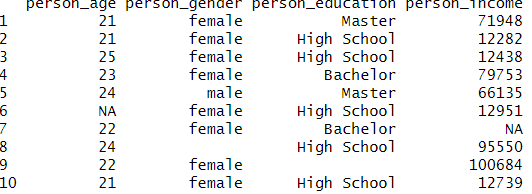 person_age person_gender person_education person_income
1 21 female Master 71948
2 21 female High School 12282
3 25 female High School 12438
4 23 female Bachelor 79753
5 24 male Master 66135
6 NA female High School 12951
7 22 female Bachelor NA
8 24 High School 95550
9 22 female 100684
10 21 female High School 12739